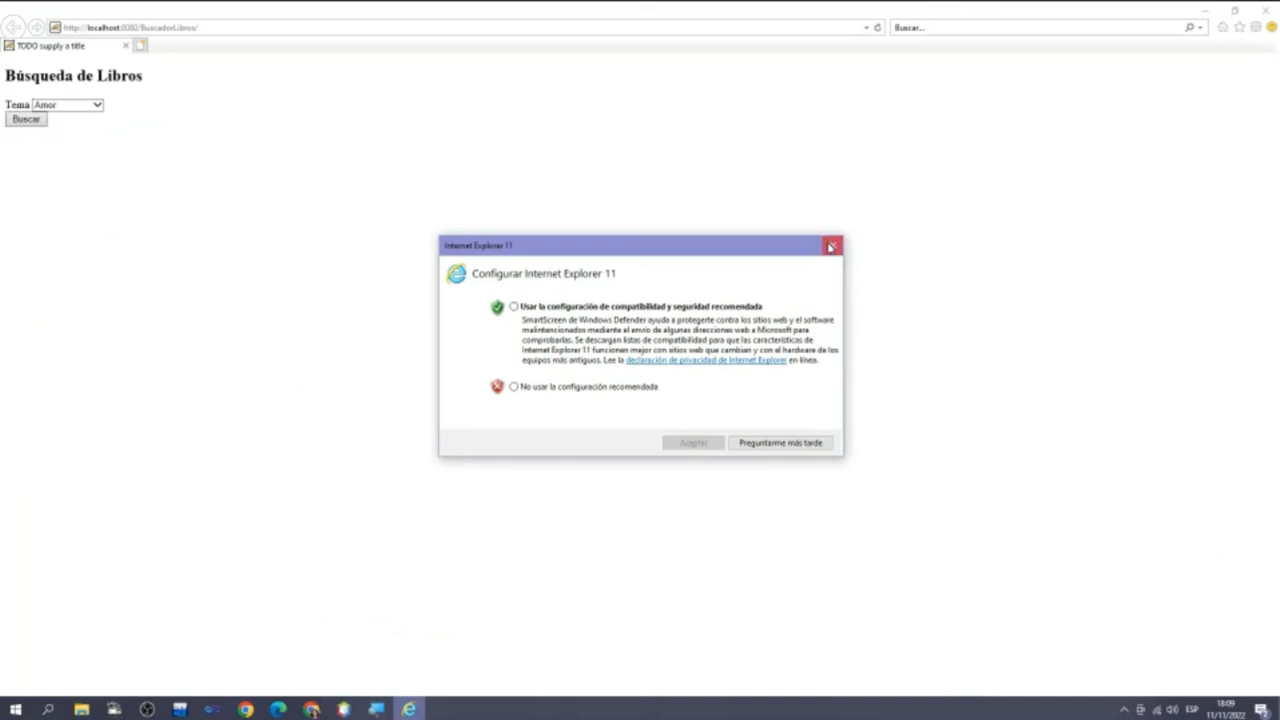 http://localhost:8080/BuscadorLibros/
Buscar...
TODO supply a title
Búsqueda de Libros
Tema Amor
Buscar
Internet Explorer 11
Configurar Internet Explorer 11
Usar la configuración de compatibilidad y seguridad recomendada
SmartScreen de Windows Defender ayuda a protegerte contra los sitios web y el software
malintencionados mediante el envío de algunas direcciones web a Microsoft para
comprobarlas. Se descargan listas de compatibilidad para que las características de
Internet Explorer 11 funcionen mejor con sitios web que cambian y con el hardware de los
equipos más antiguos. Lee la declaración de privacidad de Internet Explorer en línea.
No usar la configuración recomendada
Aceptar Preguntarme más tarde
ESP
18:09
11/11/2022